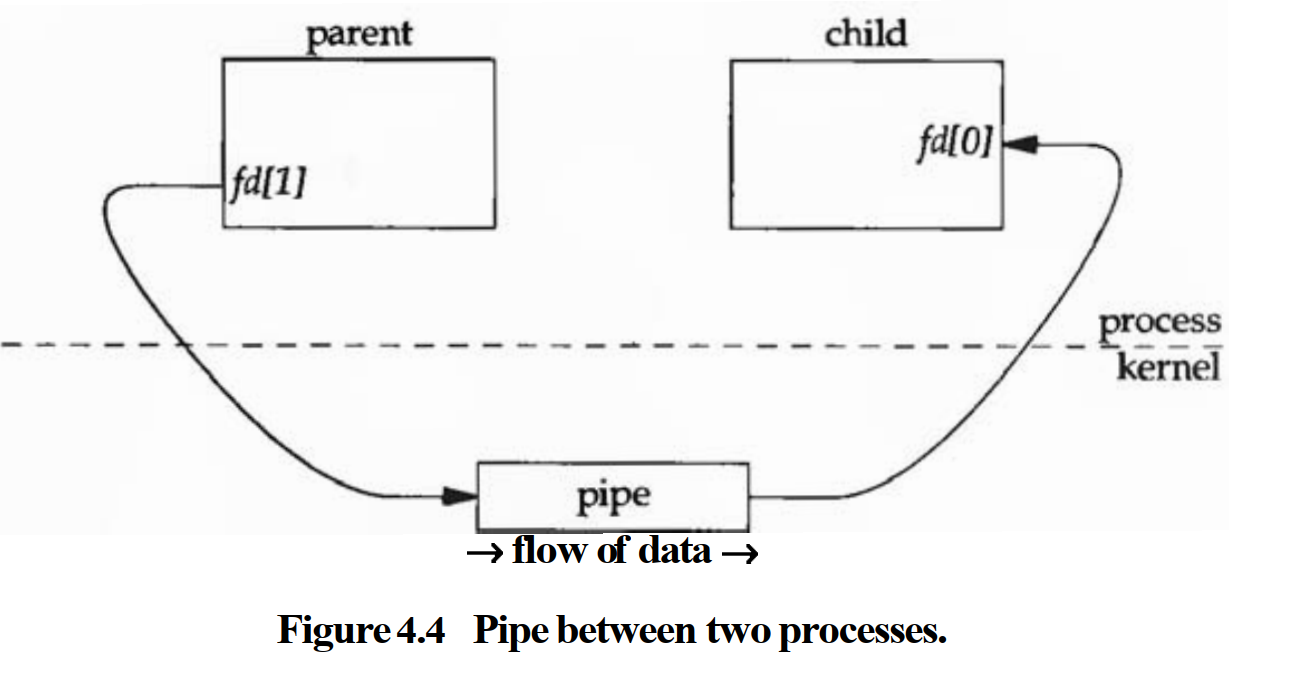 parent
child
fd[1]
fd[0]
process
kernel
pipe
→ flow of data →
Figure 4.4 Pipe between two processes.